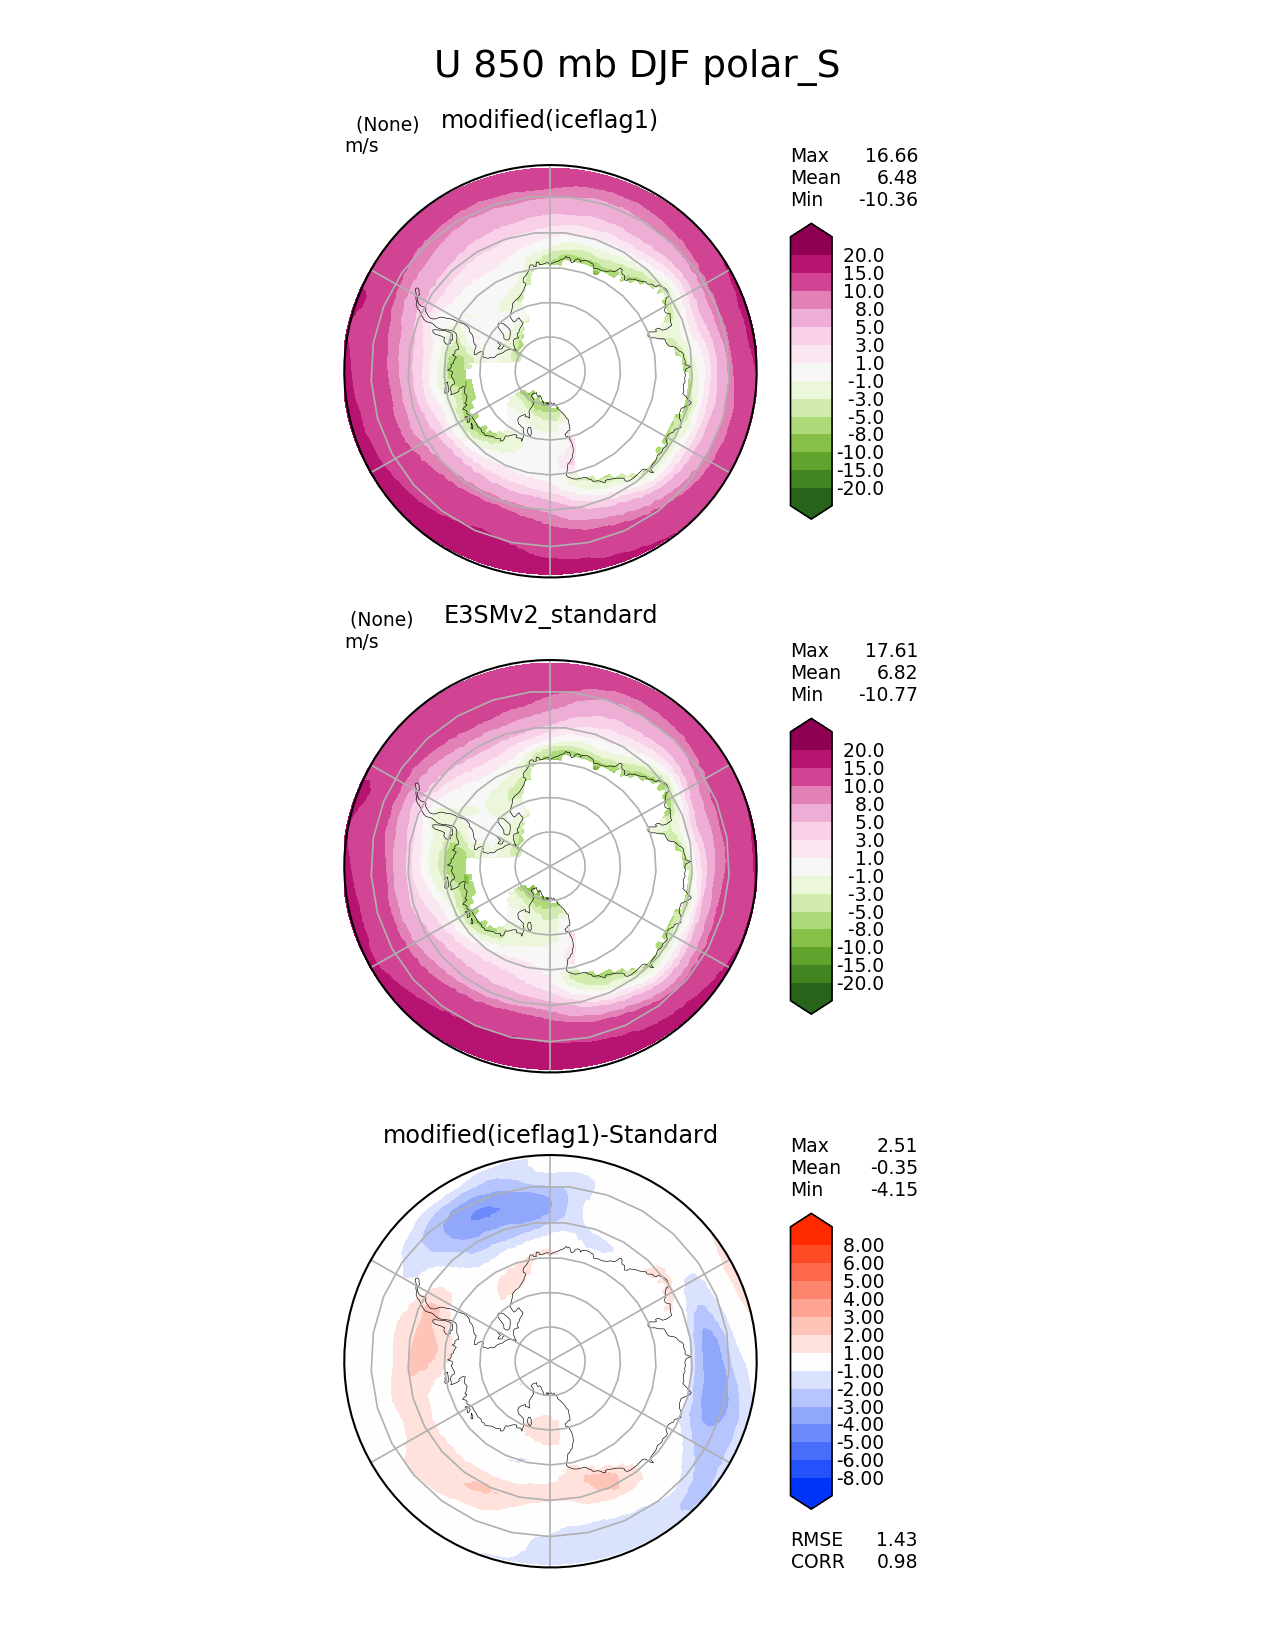 U 850 mb DJF polar_S
(None) modified(iceflag1)
m/s
Max 16.66
Mean 6.48
Min -10.36
20.0
15.0
10.0
8.0
5.0
3.0
1.0
-1.0
-3.0
-5.0
-8.0
-10.0
-15.0
-20.0
(None) E3SMv2_standard
m/s
Max 17.61
Mean 6.82
Min -10.77
20.0
15.0
10.0
8.0
5.0
3.0
1.0
-1.0
-3.0
-5.0
-8.0
-10.0
-15.0
-20.0
modified(iceflag1)-Standard
Max 2.51
Mean -0.35
Min -4.15
8.00
6.00
5.00
4.00
3.00
2.00
1.00
-1.00
-2.00
-3.00
-4.00
-5.00
-6.00
-8.00
RMSE 1.43
CORR 0.98